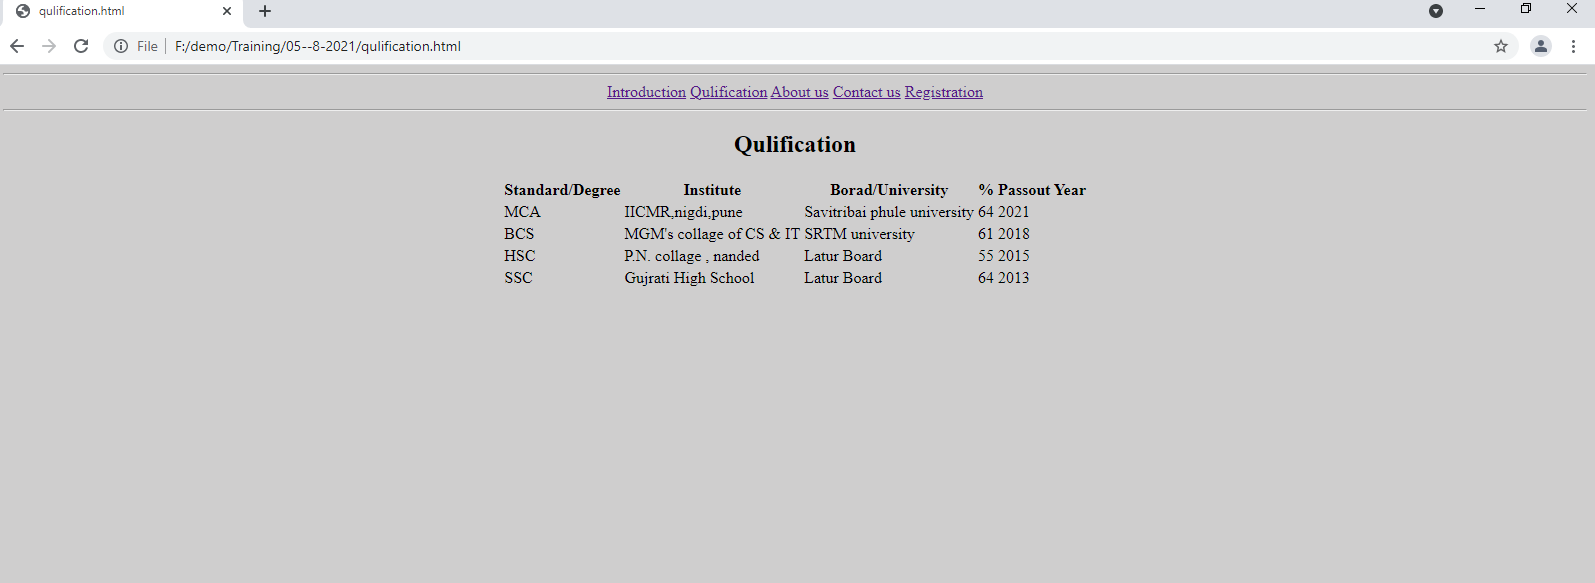 qulification.html
File F:/demo/Training/05--8-2021/qulification.html
Introduction Qulification About us Contact us Registration
Qulification
Standard/Degree Institute Borad/University % Passout Year
MCA IICMR,nigdi,pune Savitribai phule university 64 2021
BCS MGM's collage of CS & IT SRTM university 61 2018
HSC P.N. collage , nanded Latur Board 55 2015
SSC Gujrati High School Latur Board 64 2013